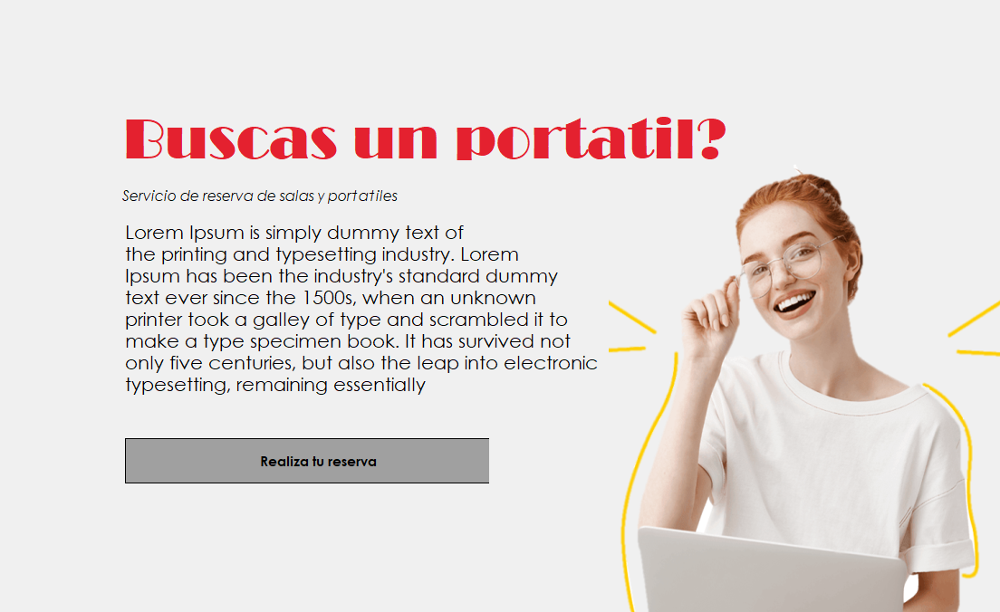 Buscas un portatil?
Servicio de reserva de salas y portatiles
Lorem Ipsum is simply dummy text of
the printing and typesetting industry. Lorem
Ipsum has been the industry's standard dummy
text ever since the 1500s, when an unknown
printer took a galley of type and scrambled it to
make a type specimen book. It has survived not
only five centuries, but also the leap into electronic
typesetting, remaining essentially
Realiza tu reserva